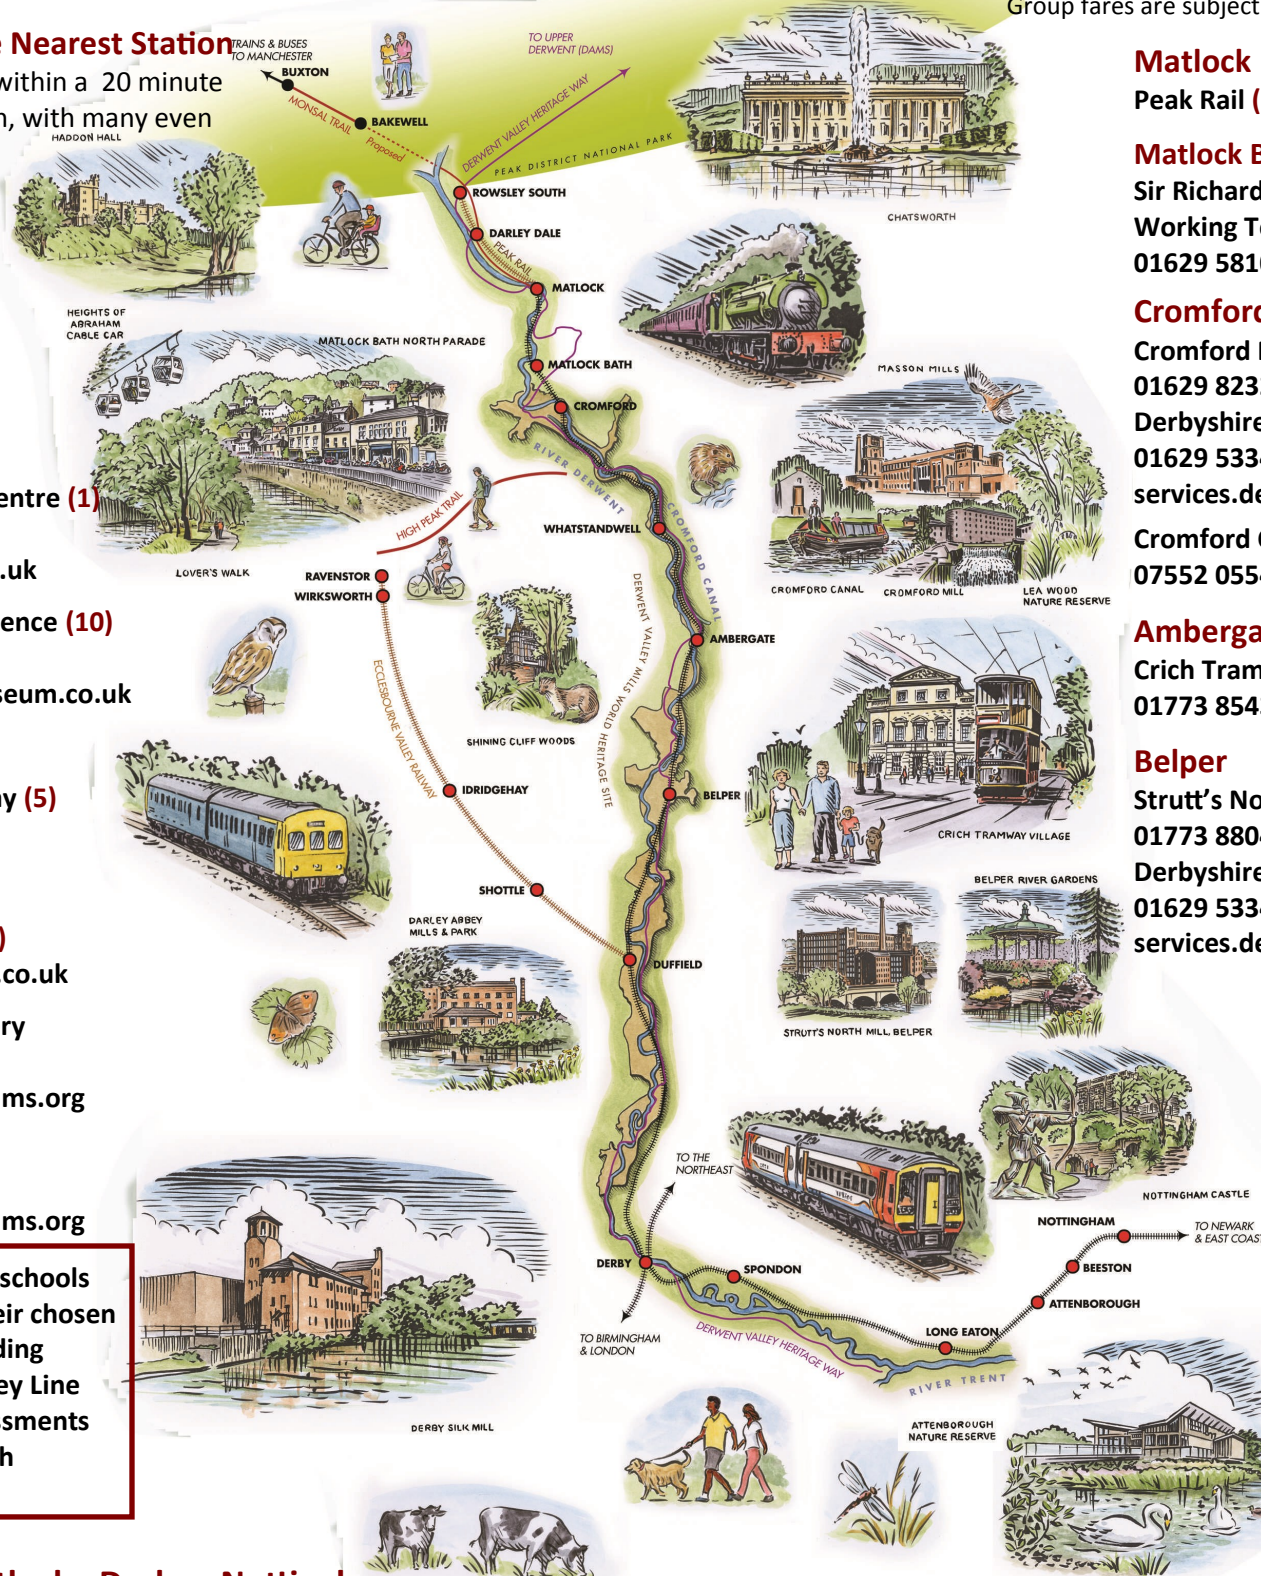 Group fares are subject
e Nearest Station
within a 20 minute
n, with many even
entre (1)
.uk
ence (10)
seum.co.uk
ay (5)
)
.co.uk
ry
ms.org
ms.org
schools
eir chosen
ding
ey Line
ssments
h
TRAINS & BUSES
TO MANCHESTER
BUXTON
MONSAL TRAIL
BAKEWELL
Proposed
TO UPPER
DERWENT (DAMS)
DERWENT VALLEY HERITAGE WAY
PEAK DISTRICT NATIONAL PARK
HADDON HALL
CHATSWORTH
ROWSLEY SOUTH
DARLEY DALE
PEAK RAIL
MATLOCK
HEIGHTS OF
ABRAHAM
CABLE CAR
MATLOCK BATH NORTH PARADE
MATLOCK BATH
CROMFORD
MASSON MILLS
RIVER DERWENT
CROMFORD CANAL
HIGH PEAK TRAIL
WHATSTANDWELL
LOVER'S WALK
RAVENSTOR
WIRKSWORTH
CROMFORD CANAL
CROMFORD MILL
LEA WOOD
NATURE RESERVE
DERWENT VALLEY MILLS WORLD HERITAGE SITE
AMBERGATE
ECCLESBOURNE VALLEY RAILWAY
SHINING CLIFF WOODS
IDRIDGEHAY
BELPER
CRICH TRAMWAY VILLAGE
SHOTTLE
BELPER RIVER GARDENS
DARLEY ABBEY
MILLS & PARK
DUFFIELD
STRUTT'S NORTH MILL, BELPER
TO THE
NORTHEAST
NOTTINGHAM CASTLE
NOTTINGHAM
TO NEWARK
& EAST COAST
BEESTON
DERBY
SPONDON
ATTENBOROUGH
TO BIRMINGHAM
& LONDON
DERWENT VALLEY HERITAGE WAY
LONG EATON
RIVER TRENT
DERBY SILK MILL
ATTENBOROUGH
NATURE RESERVE
Matlock
Peak Rail (
Matlock B
Sir Richard
Working Te
01629 581
Cromford
Cromford
01629 823
Derbyshire
01629 533
services.de
Cromford C
07552 055
Amberga
Crich Tram
01773 854
Belper
Strutt's No
01773 880
Derbyshire
01629 533
services.de